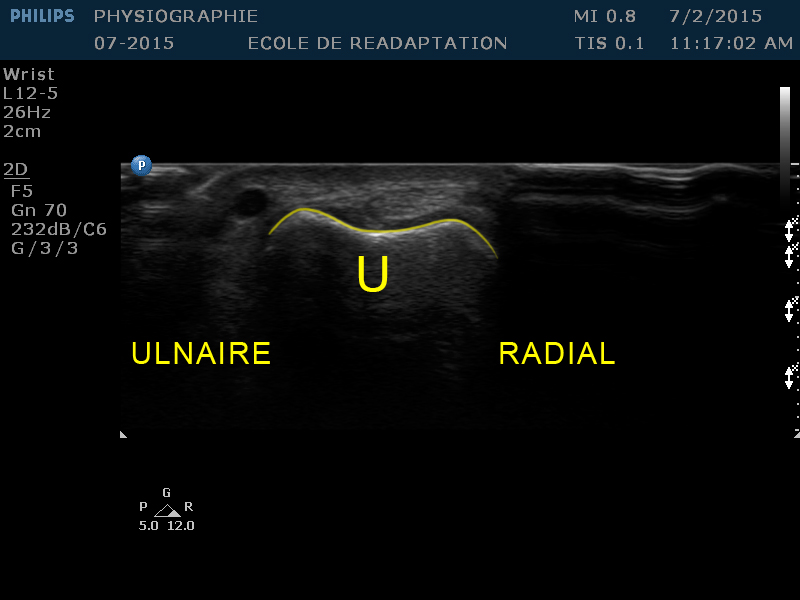 PHILIPS PHYSIOGRAPHIE MI 0.8 7/2/2015
07-2015 ECOLE DE READAPTATION TIS 0.1 11:17:02 AM
Wrist
L12-5
26Hz
2cm
2D
F5
Gn 70
232dB/C6
G/3/3
P
U
ULNAIRE RADIAL
G
P R
5.0 12.0